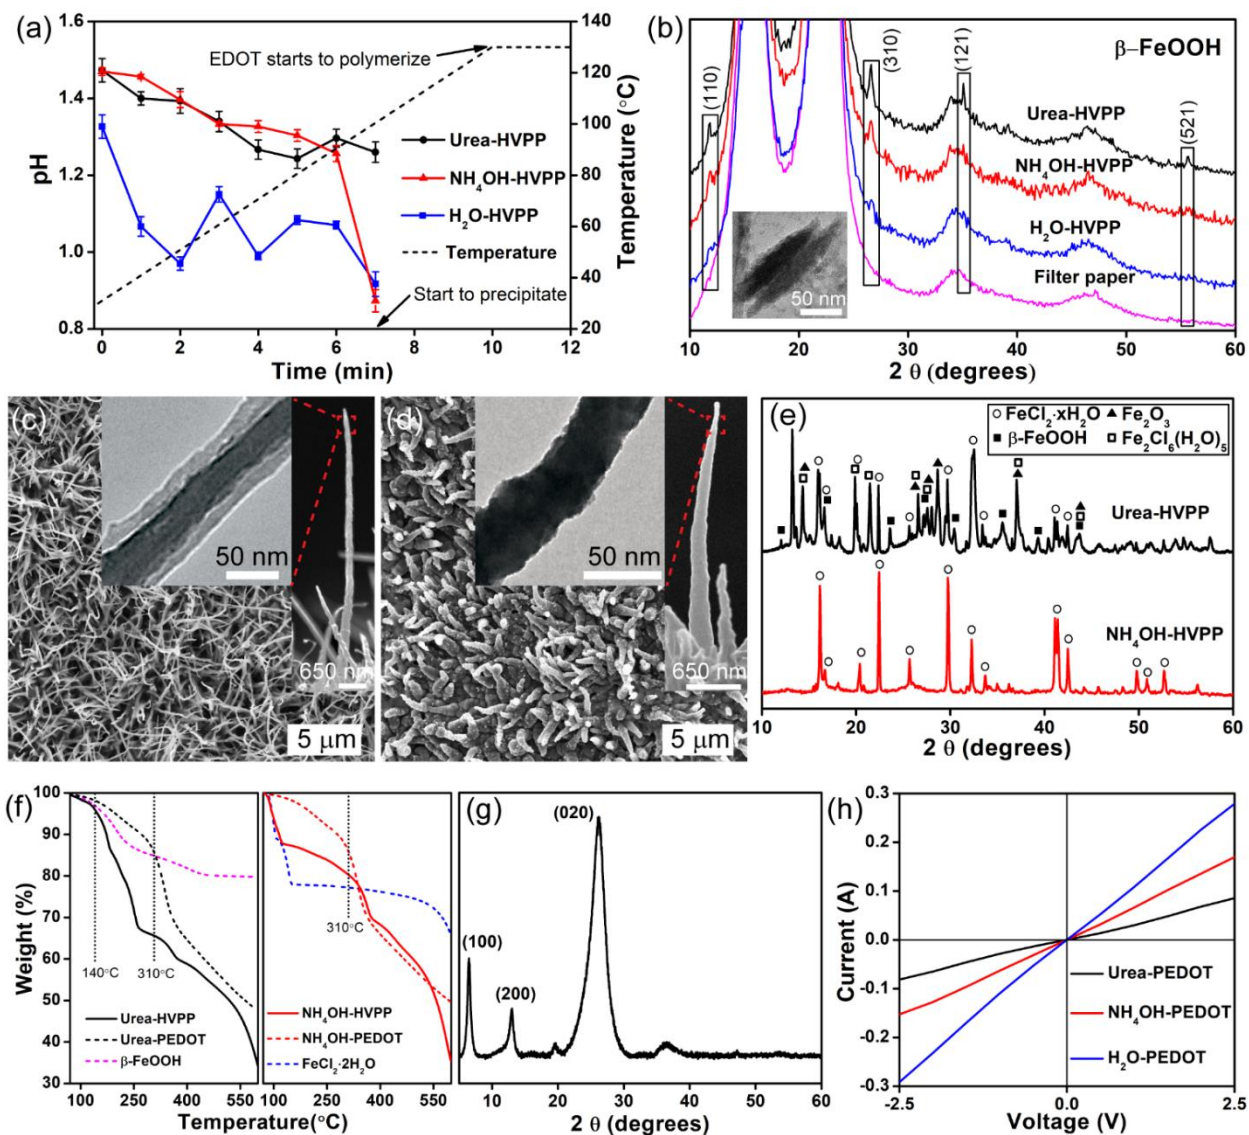 (a)
1.6
1.4
1.2
1.0
0.8
pH
140
120
100
80
60
40
20
Temperature (°C)
EDOT starts to polymerize
Urea-HVPP
NH₄OH-HVPP
H₂O-HVPP
Temperature
Start to precipitate
0 2 4 6 8 10 12
Time (min)
(b)
β–FeOOH
(110)
(310)
(121)
(521)
Urea-HVPP
NH₄OH-HVPP
H₂O-HVPP
Filter paper
50 nm
10 20 30 40 50 60
2 θ (degrees)
(c)
50 nm
650 nm
5 μm
(d)
50 nm
650 nm
5 μm
(e)
FeCl₂·xH₂O Fe₂O₃
β-FeOOH Fe₂Cl₆(H₂O)₅
Urea-HVPP
NH₄OH-HVPP
10 20 30 40 50 60
2 θ (degrees)
(f)
100
90
80
70
60
50
40
30
Weight (%)
140°C
310°C
Urea-HVPP
Urea-PEDOT
β-FeOOH
310°C
NH₄OH-HVPP
NH₄OH-PEDOT
FeCl₂·2H₂O
100 250 400 550
100 250 400 550
Temperature(°C)
(g)
(100)
(200)
(020)
10 20 30 40 50 60
2 θ (degrees)
(h)
0.3
0.2
0.1
0.0
-0.1
-0.2
-0.3
Current (A)
Urea-PEDOT
NH₄OH-PEDOT
H₂O-PEDOT
-2.5 0.0 2.5
Voltage (V)